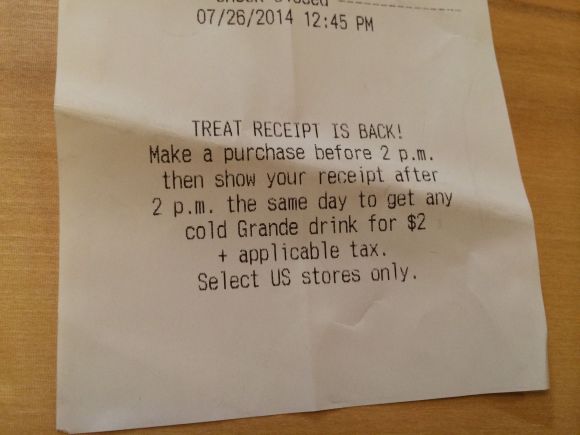 07/26/2014 12:45 PM
TREAT RECEIPT IS BACK!
Make a purchase before 2 p.m.
then show your receipt after
2 p.m. the same day to get any
cold Grande drink for $2
+ applicable tax.
Select US stores only.